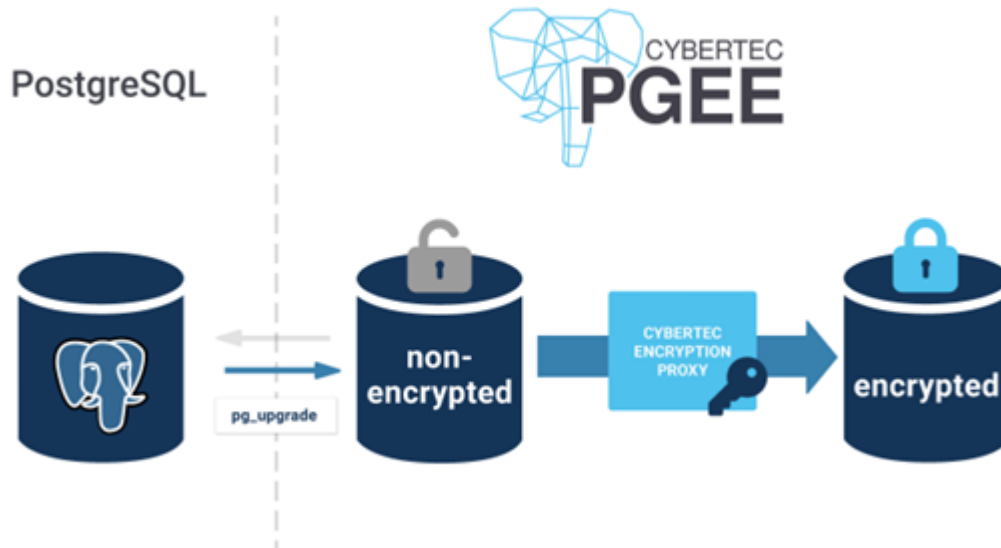 PostgreSQL
CYBERTEC
PGEE
non-
encrypted
pg_upgrade
CYBERTEC
ENCRYPTION
PROXY
encrypted